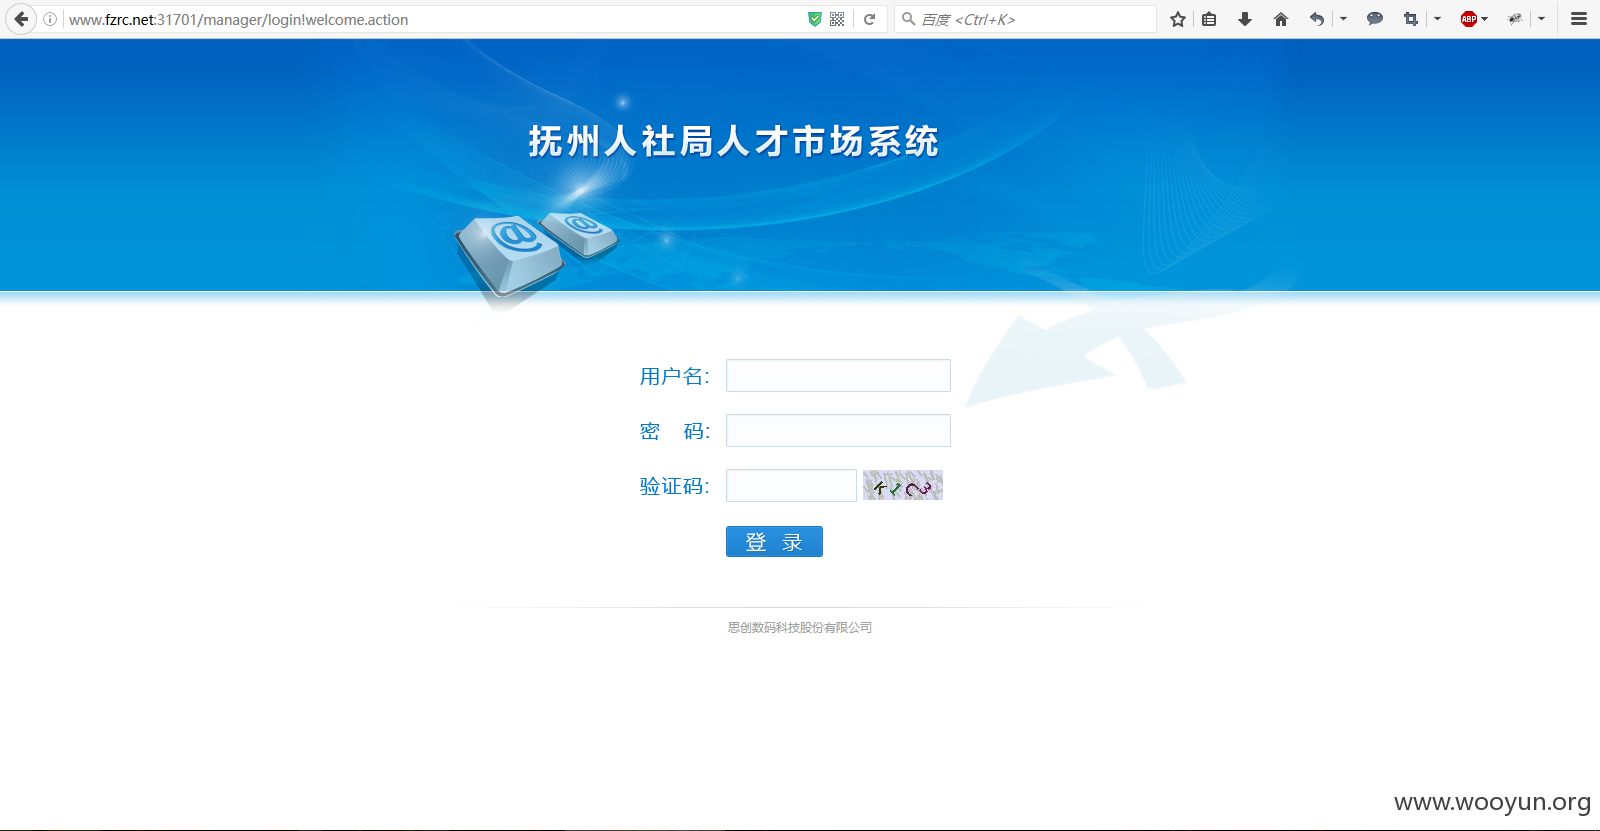 www.fzrc.net:31701/manager/login!welcome.action
百度 <Ctrl+K>
ABP
抚州人社局人才市场系统
@ @
用户名:
密 码:
验证码:
K1C3
登 录
思创数码科技股份有限公司
www.wooyun.org